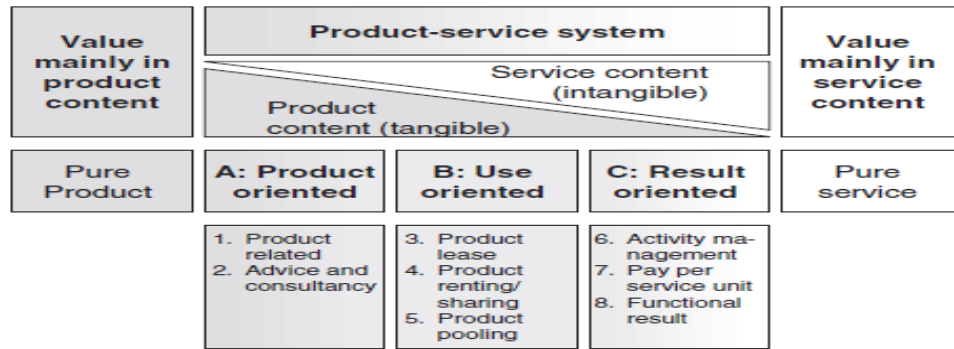 Value
mainly in
product
content
Product-service system
Service content
(intangible)
Product
content (tangible)
Value
mainly in
service
content
Pure
Product
A: Product
oriented
B: Use
oriented
C: Result
oriented
Pure
service
1. Product
related
2. Advice and
consultancy
3. Product
lease
4. Product
renting/
sharing
5. Product
pooling
6. Activity ma-
nagement
7. Pay per
service unit
8. Functional
result